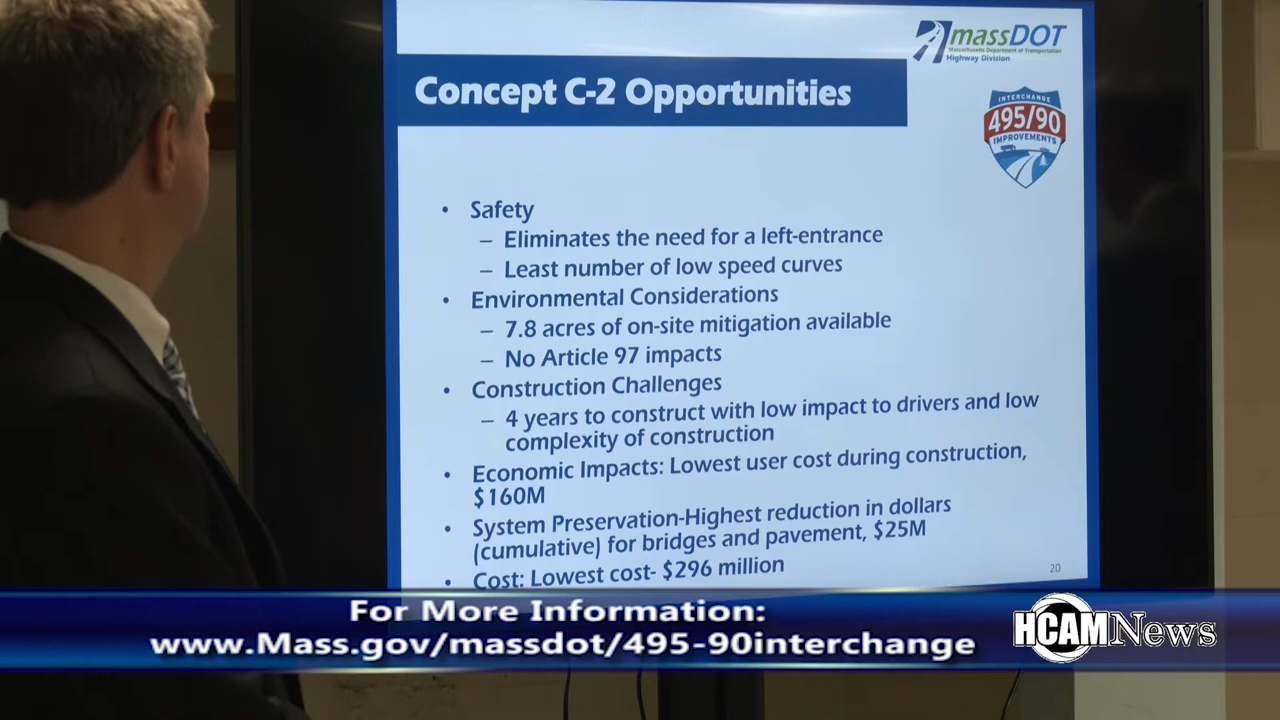 massDOT
Massachusetts Department of Transportation
Highway Division
Concept C-2 Opportunities
INTERCHANGE
495/90
IMPROVEMENTS
• Safety
– Eliminates the need for a left-entrance
– Least number of low speed curves
• Environmental Considerations
– 7.8 acres of on-site mitigation available
– No Article 97 impacts
• Construction Challenges
– 4 years to construct with low impact to drivers and low
complexity of construction
• Economic Impacts: Lowest user cost during construction,
$160M
• System Preservation-Highest reduction in dollars
(cumulative) for bridges and pavement, $25M
• Cost: Lowest cost- $296 million
20
For More Information:
www.Mass.gov/massdot/495-90interchange
HCAM News